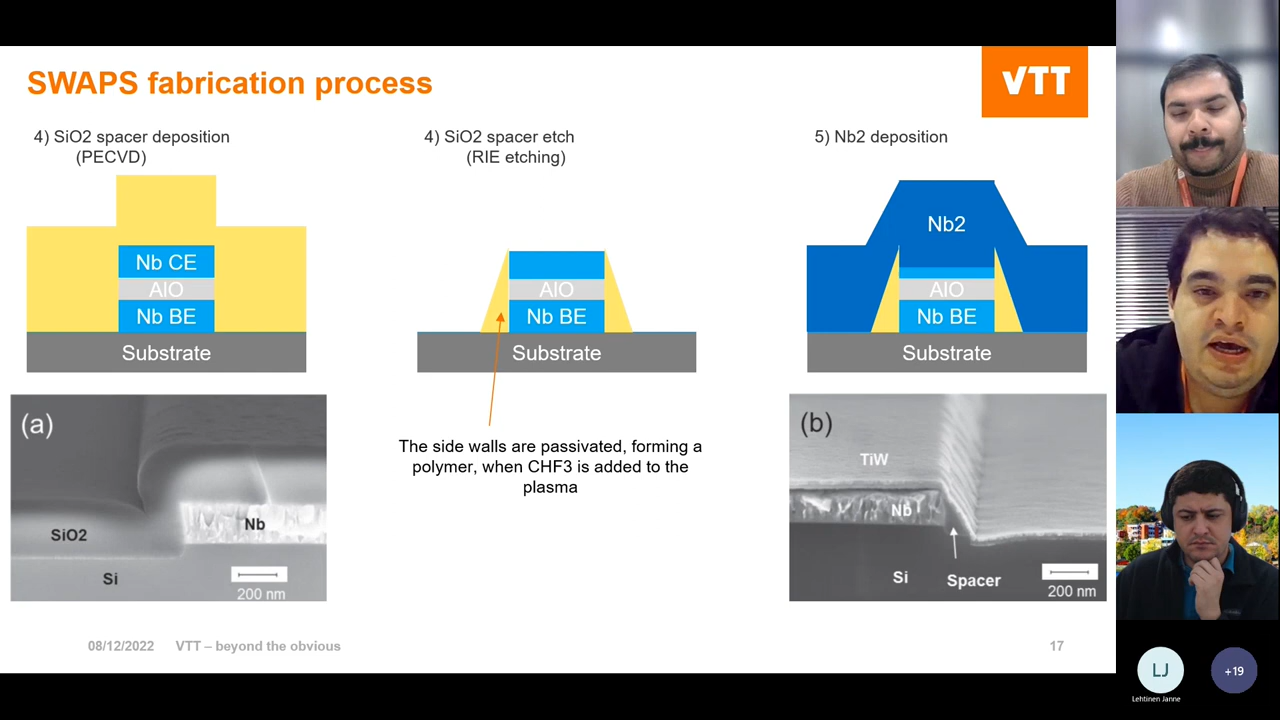 SWAPS fabrication process
VTT
4) SiO2 spacer deposition
(PECVD)
4) SiO2 spacer etch
(RIE etching)
5) Nb2 deposition
Nb CE
AlO
Nb BE
Substrate
AlO
Nb BE
Substrate
Nb2
AlO
Nb BE
Substrate
The side walls are passivated, forming a
polymer, when CHF3 is added to the
plasma
(a)
SiO2
Nb
Si
200 nm
(b)
TiW
Nb
Si
Spacer
200 nm
08/12/2022 VTT – beyond the obvious
17
LJ
Lehtinen Janne
+19